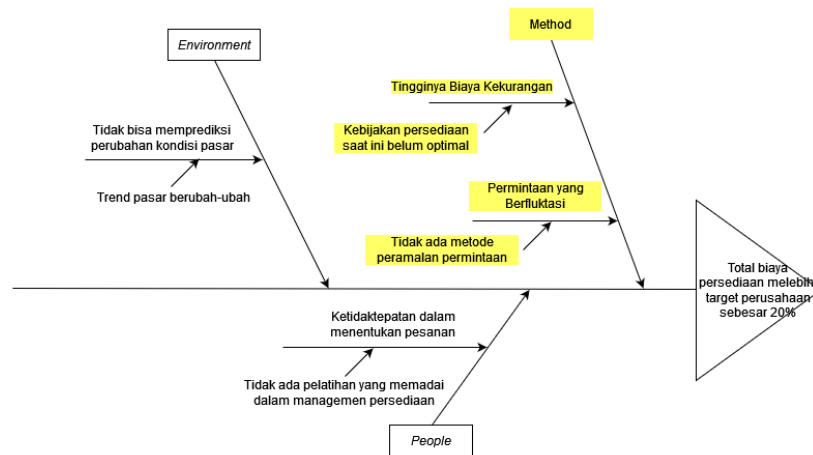 Environment
Method
Tingginya Biaya Kekurangan
Kebijakan persediaan
saat ini belum optimal
Tidak bisa memprediksi
perubahan kondisi pasar
Trend pasar berubah-ubah
Permintaan yang
Berfluktasi
Tidak ada metode
peramalan permintaan
Total biaya
persediaan melebih
target perusahaan
sebesar 20%
Ketidaktepatan dalam
menentukan pesanan
Tidak ada pelatihan yang memadai
dalam managemen persediaan
People